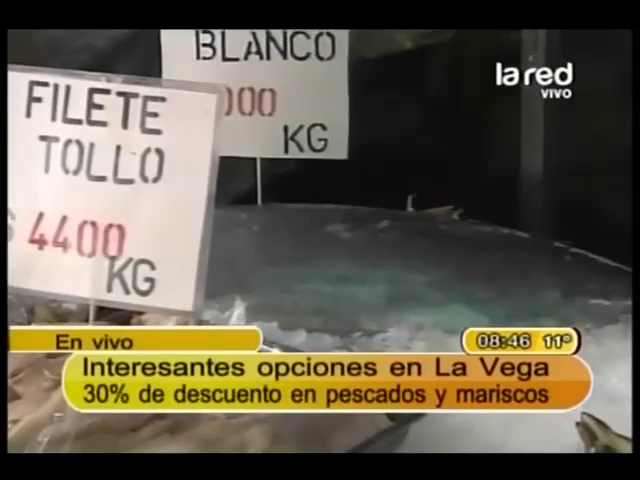 BLANCO
000
KG
FILETE
TOLLO
$ 4400
KG
la red
vivo
En vivo
08:46 11°
Interesantes opciones en La Vega
30% de descuento en pescados y mariscos